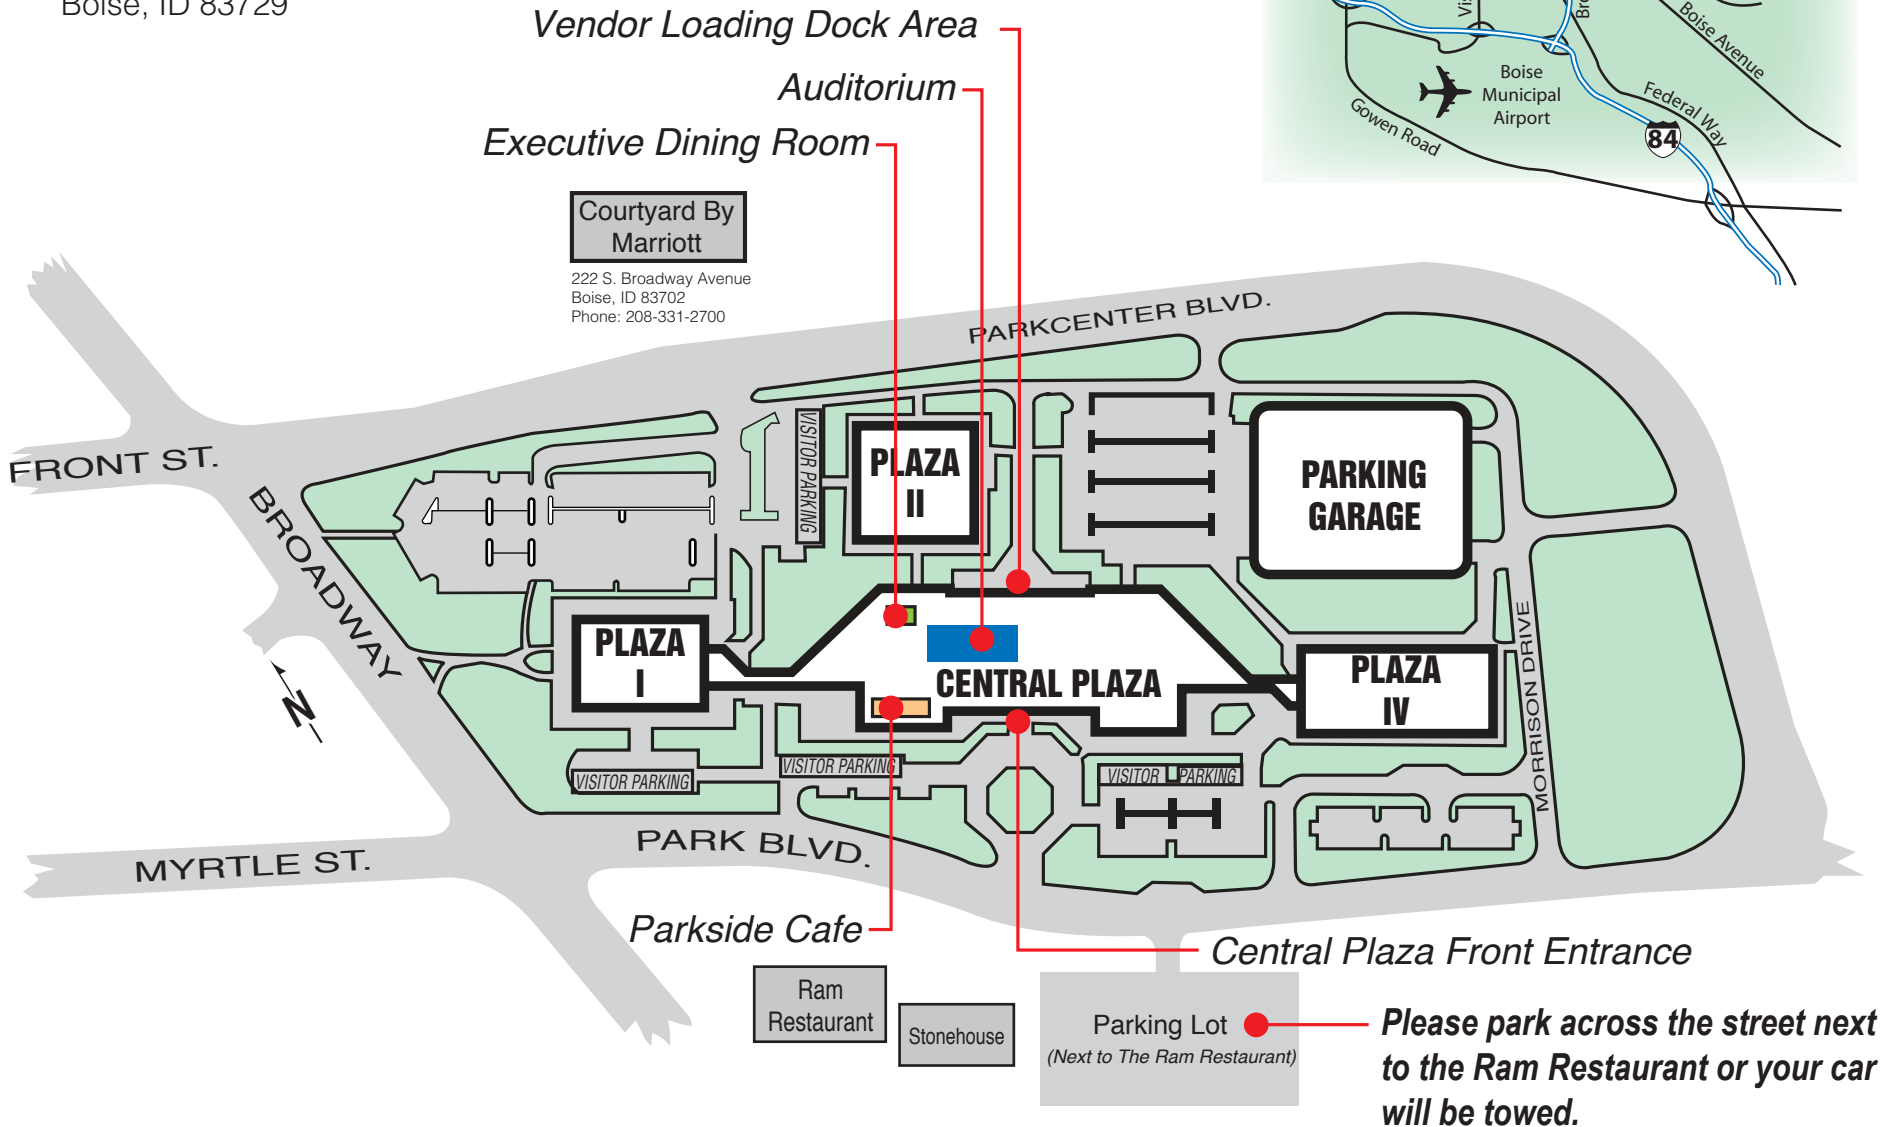 Boise, ID 83729
Vendor Loading Dock Area
Auditorium
Executive Dining Room
Courtyard By
Marriott
222 S. Broadway Avenue
Boise, ID 83702
Phone: 208-331-2700
Boise Avenue
Boise
Municipal
Airport
Federal Way
Gowen Road
84
PARKCENTER BLVD.
FRONT ST.
BROADWAY
VISITOR PARKING
PLAZA
II
PARKING
GARAGE
PLAZA
I
CENTRAL PLAZA
PLAZA
IV
MORRISON DRIVE
N
VISITOR PARKING
VISITOR PARKING
VISITOR PARKING
MYRTLE ST.
PARK BLVD.
Parkside Cafe
Central Plaza Front Entrance
Ram
Restaurant
Stonehouse
Parking Lot
(Next to The Ram Restaurant)
Please park across the street next
to the Ram Restaurant or your car
will be towed.